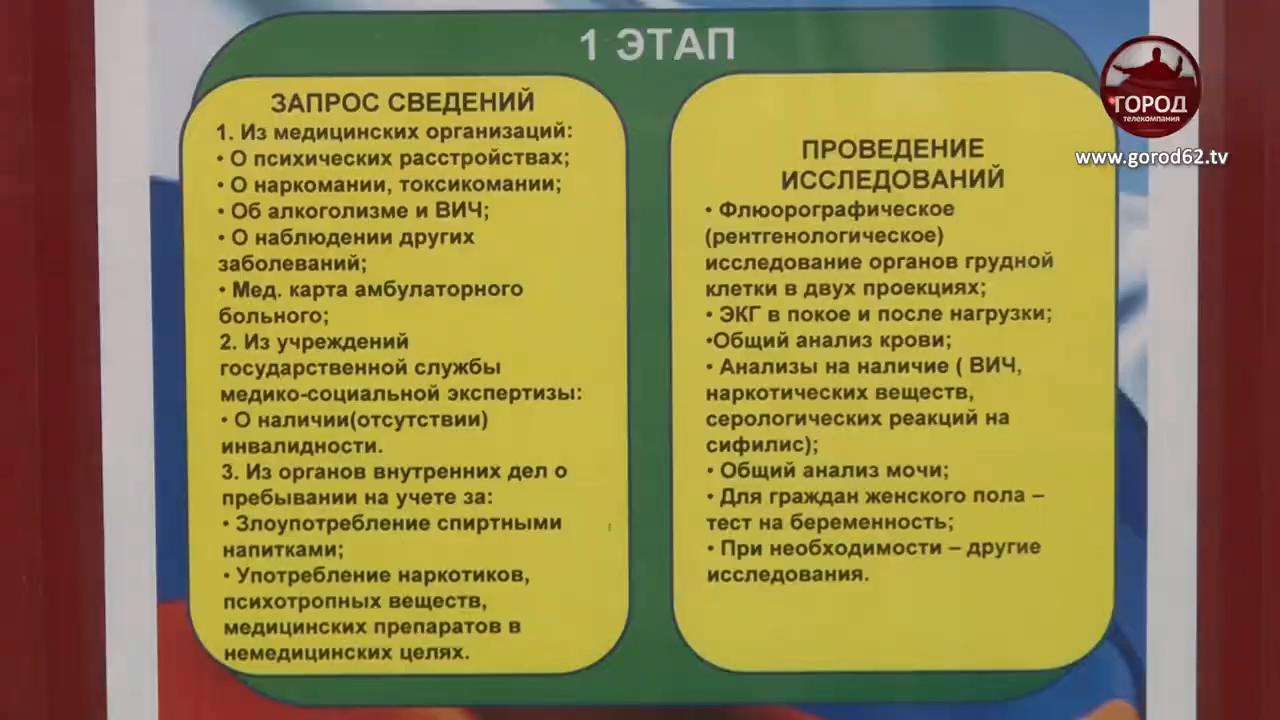 1 ЭТАП
ЗАПРОС СВЕДЕНИЙ
1. Из медицинских организаций:
• О психических расстройствах;
• О наркомании, токсикомании;
• Об алкоголизме и ВИЧ;
• О наблюдении других
заболеваний;
• Мед. карта амбулаторного
больного;
2. Из учреждений
государственной службы
медико-социальной экспертизы:
• О наличии(отсутствии)
инвалидности.
3. Из органов внутренних дел о
пребывании на учете за:
• Злоупотребление спиртными
напитками;
• Употребление наркотиков,
психотропных веществ,
медицинских препаратов в
немедицинских целях.
ПРОВЕДЕНИЕ
ИССЛЕДОВАНИЙ
• Флюорографическое
(рентгенологическое)
исследование органов грудной
клетки в двух проекциях;
• ЭКГ в покое и после нагрузки;
•Общий анализ крови;
• Анализы на наличие ( ВИЧ,
наркотических веществ,
серологических реакций на
сифилис);
• Общий анализ мочи;
• Для граждан женского пола –
тест на беременность;
• При необходимости – другие
исследования.
ГОРОД
телекомпания
www.gorod62.tv